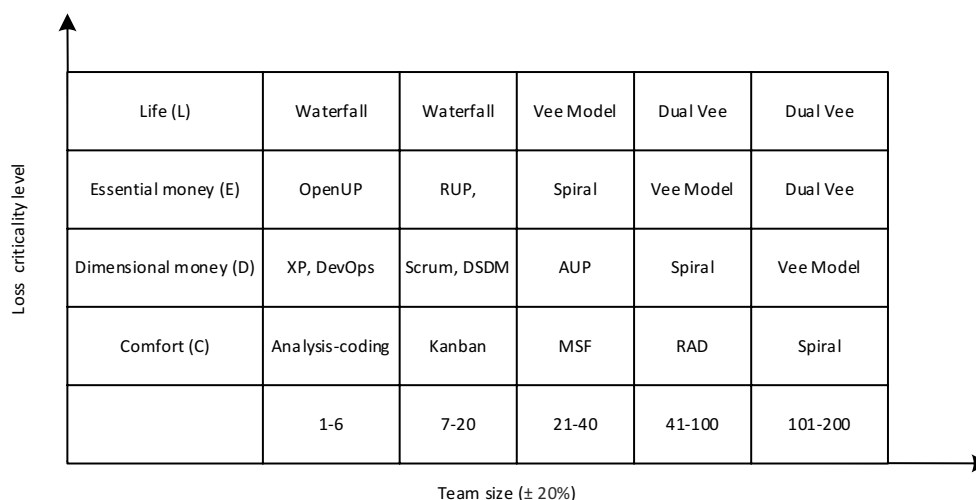 Life (L) Waterfall Waterfall Vee Model Dual Vee Dual Vee
Essential money (E) OpenUP RUP, Spiral Vee Model Dual Vee
Dimensional money (D) XP, DevOps Scrum, DSDM AUP Spiral Vee Model
Comfort (C) Analysis-coding Kanban MSF RAD Spiral
1-6 7-20 21-40 41-100 101-200
Loss criticality level
Team size (± 20%)